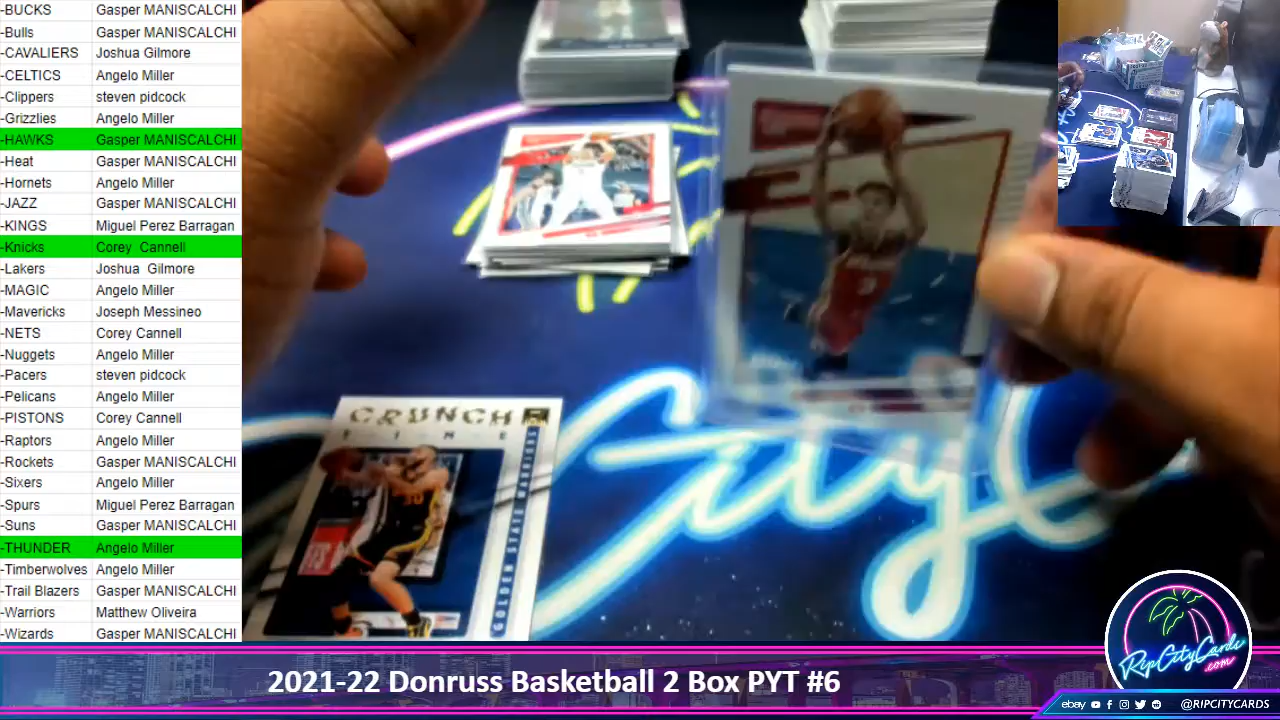 -BUCKS Gasper MANISCALCHI
-Bulls Gasper MANISCALCHI
-CAVALIERS Joshua Gilmore
-CELTICS Angelo Miller
-Clippers steven pidcock
-Grizzlies Angelo Miller
-HAWKS Gasper MANISCALCHI
-Heat Gasper MANISCALCHI
-Hornets Angelo Miller
-JAZZ Gasper MANISCALCHI
-KINGS Miguel Perez Barragan
-Knicks Corey Cannell
-Lakers Joshua Gilmore
-MAGIC Angelo Miller
-Mavericks Joseph Messineo
-NETS Corey Cannell
-Nuggets Angelo Miller
-Pacers steven pidcock
-Pelicans Angelo Miller
-PISTONS Corey Cannell
-Raptors Angelo Miller
-Rockets Gasper MANISCALCHI
-Sixers Angelo Miller
-Spurs Miguel Perez Barragan
-Suns Gasper MANISCALCHI
-THUNDER Angelo Miller
-Timberwolves Angelo Miller
-Trail Blazers Gasper MANISCALCHI
-Warriors Matthew Oliveira
-Wizards Gasper MANISCALCHI
CRUNCH
TIME
GOLDEN STATE WARRIORS
City
RipCityCards
.com
2021-22 Donruss Basketball 2 Box PYT #6
ebay @RIPCITYCARDS